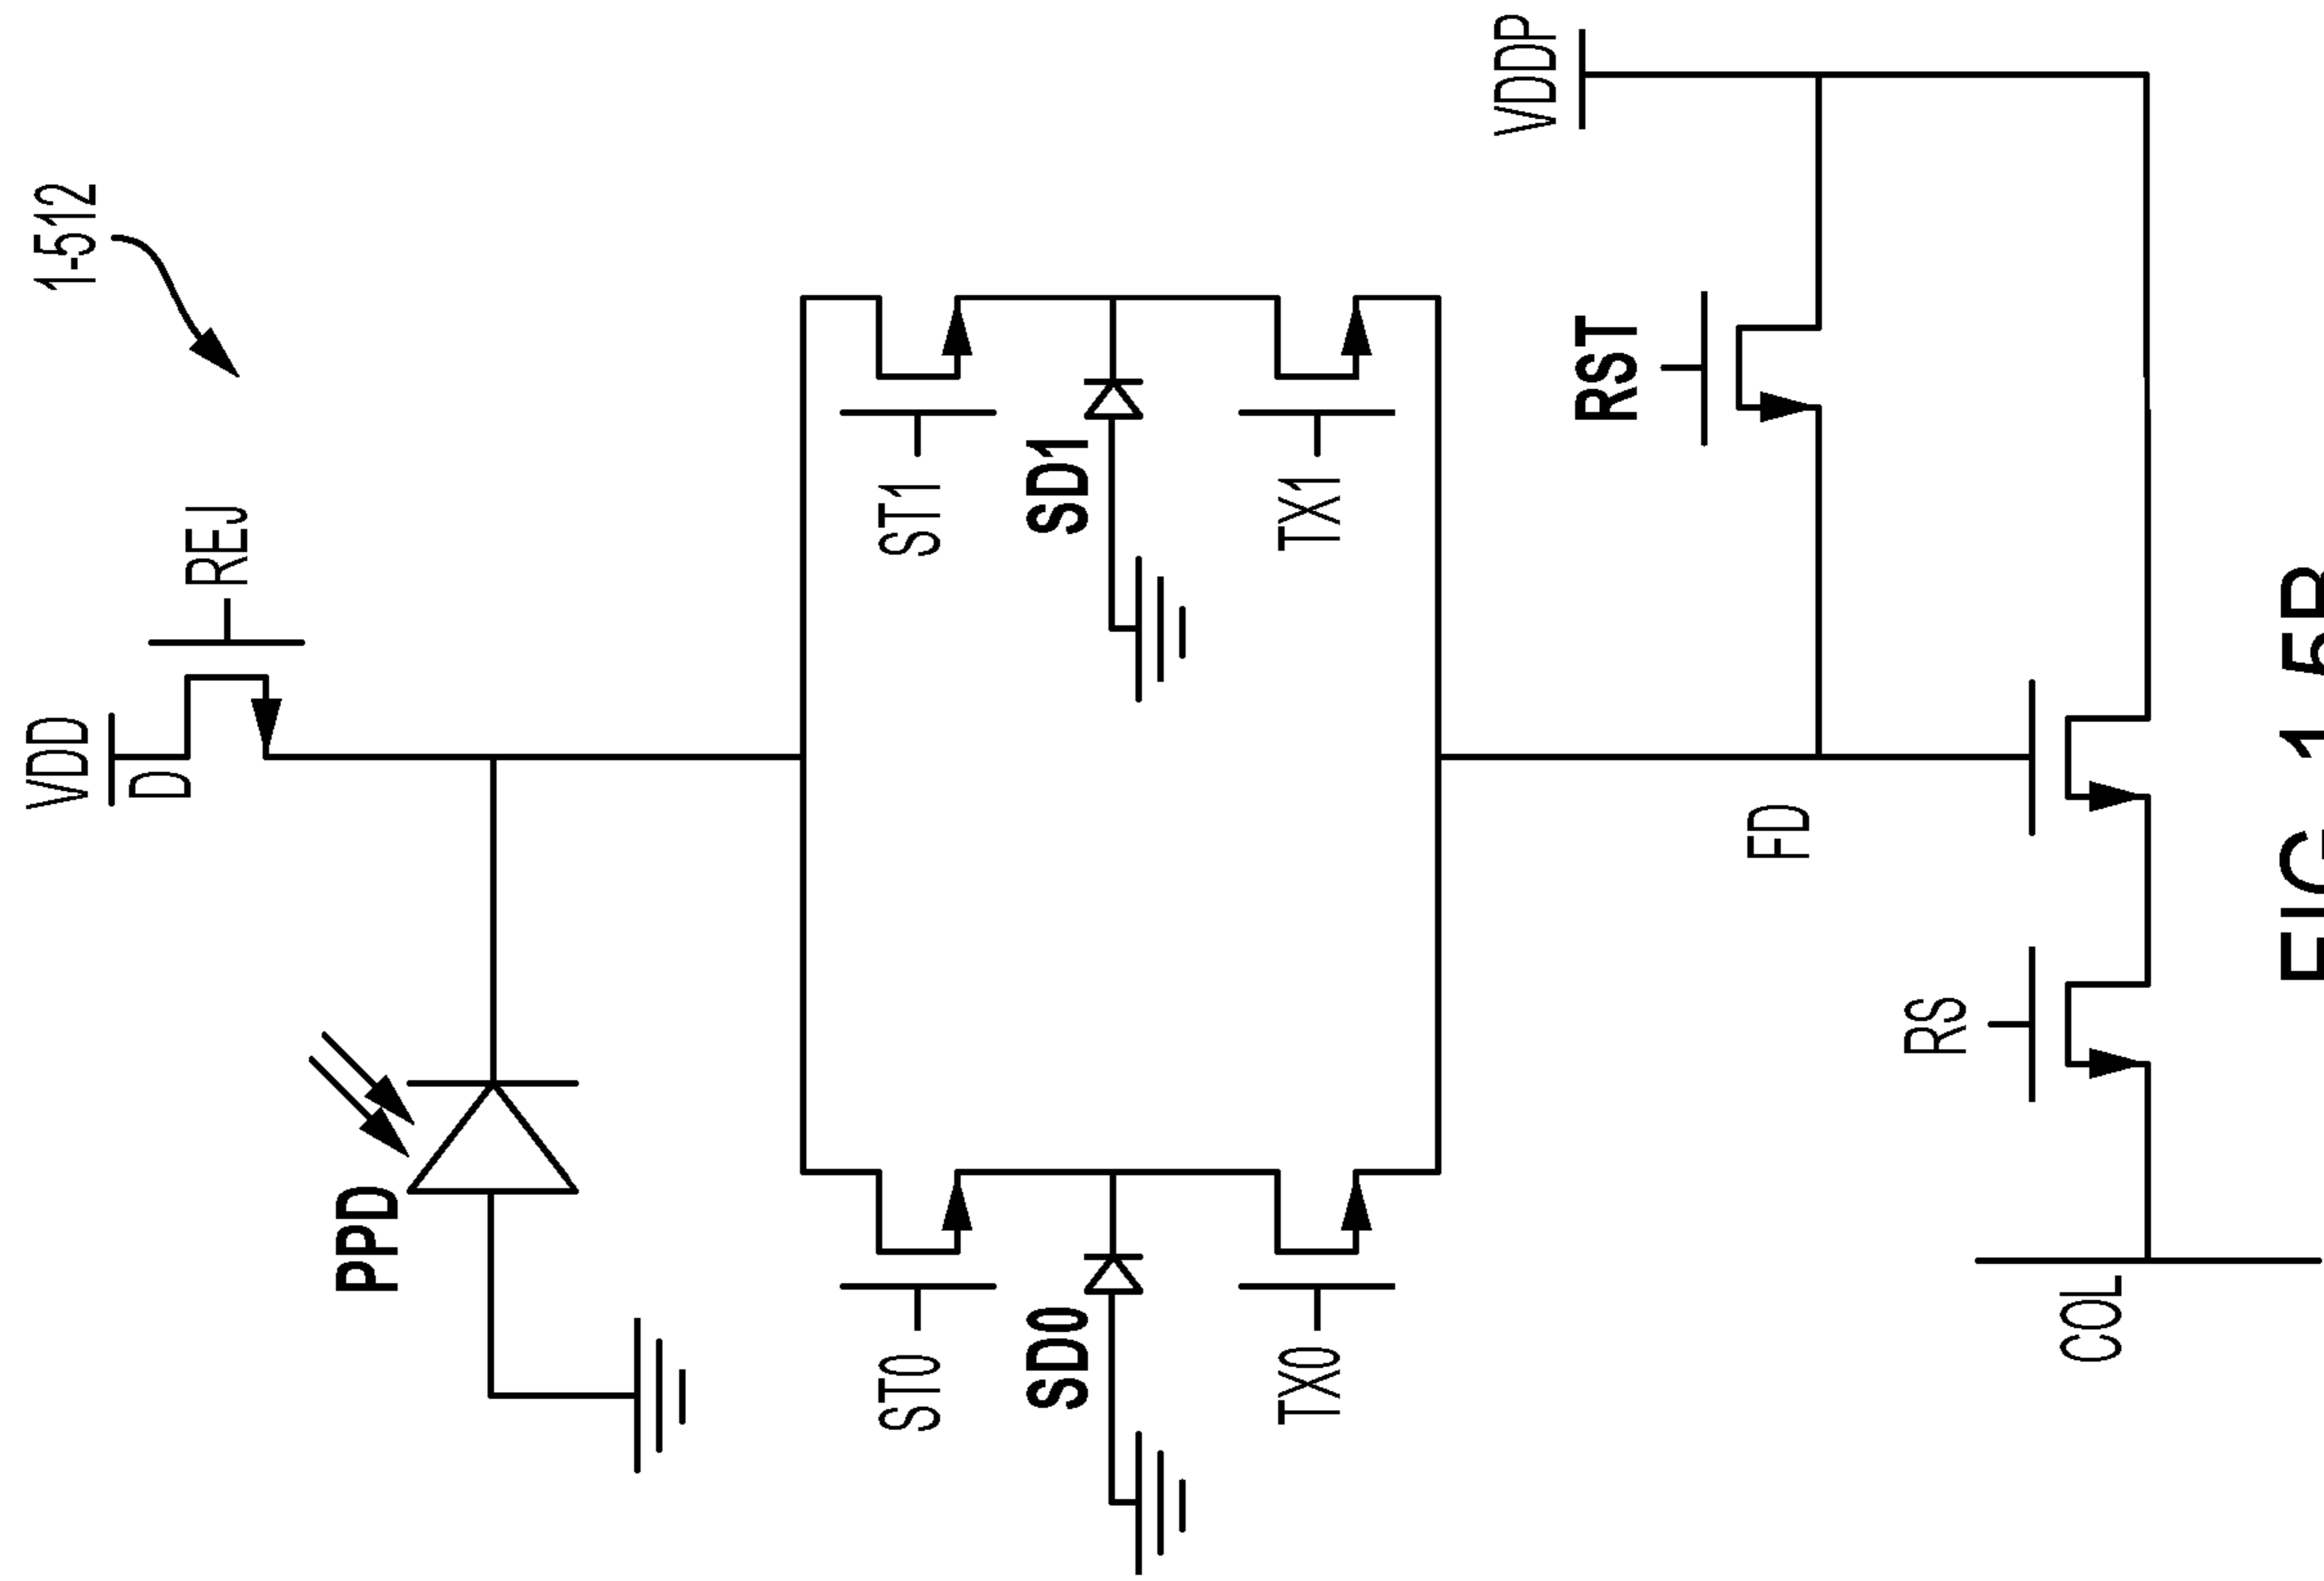 1-512
VDD
D
REJ
PPD
ST0
SD0
TX0
ST1
SD1
TX1
VDDP
RST
FD
RS
COL